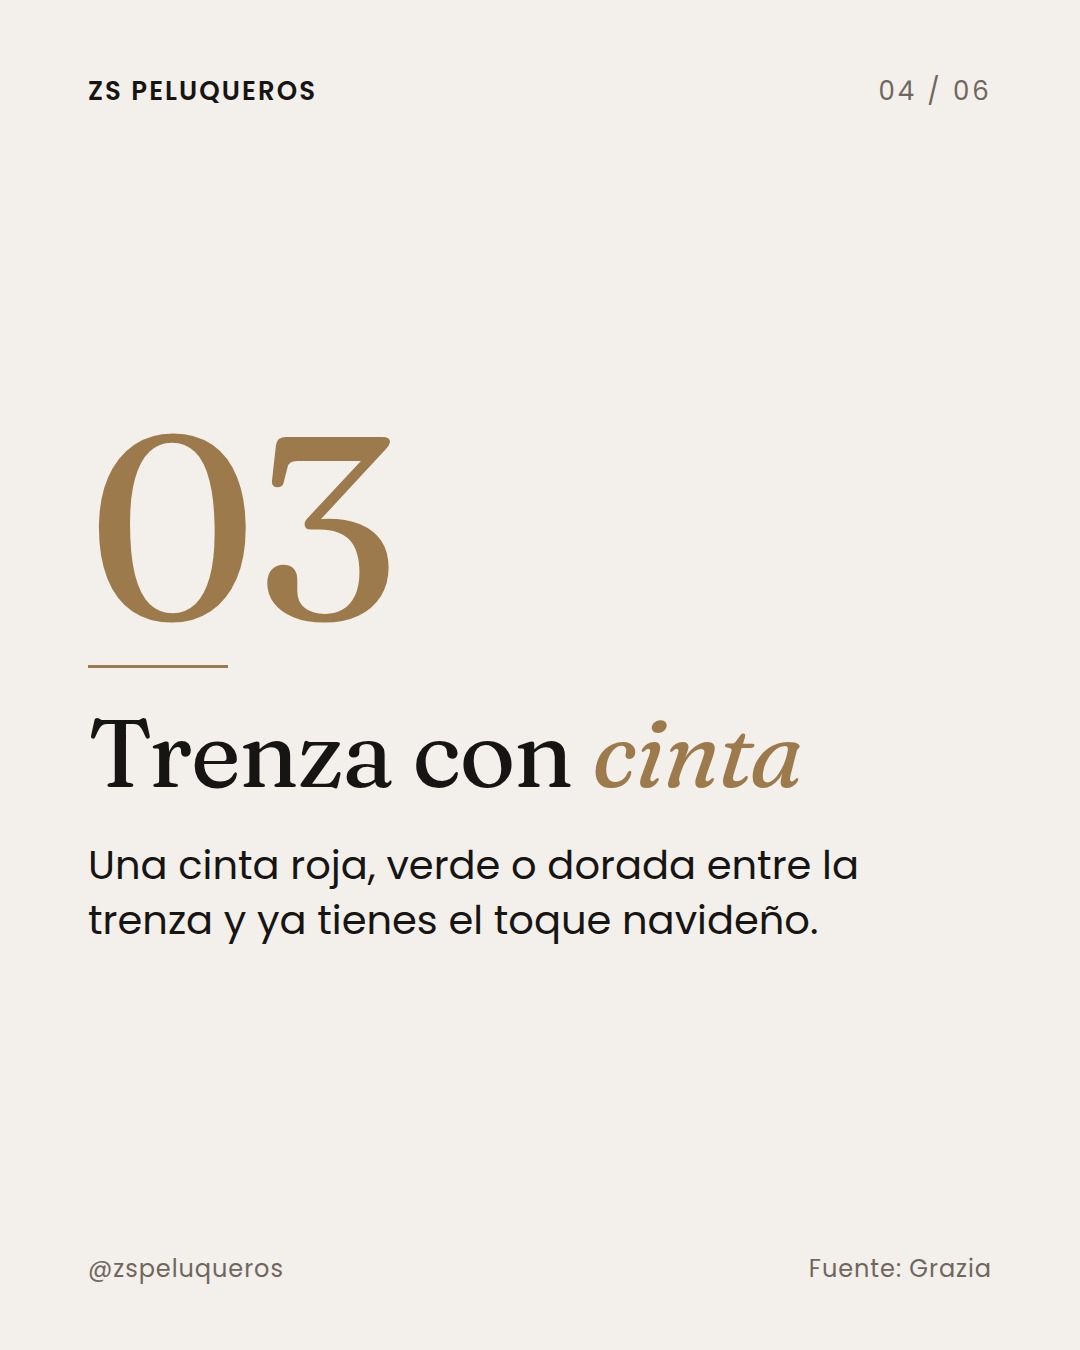 ZS PELUQUEROS
04 / 06
03
Trenza con cinta
Una cinta roja, verde o dorada entre la
trenza y ya tienes el toque navideño.
@zspeluqueros
Fuente: Grazia